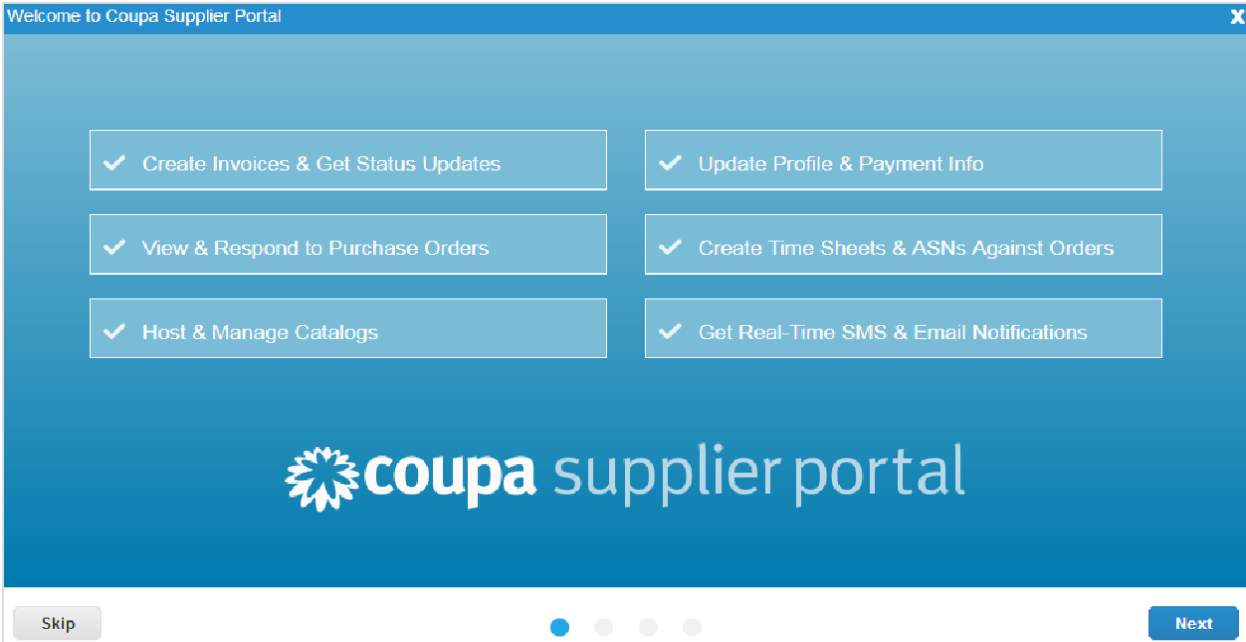 Welcome to Coupa Supplier Portal X
Create Invoices & Get Status Updates
Update Profile & Payment Info
View & Respond to Purchase Orders
Create Time Sheets & ASNs Against Orders
Host & Manage Catalogs
Get Real-Time SMS & Email Notifications
coupa supplier portal
Skip
Next